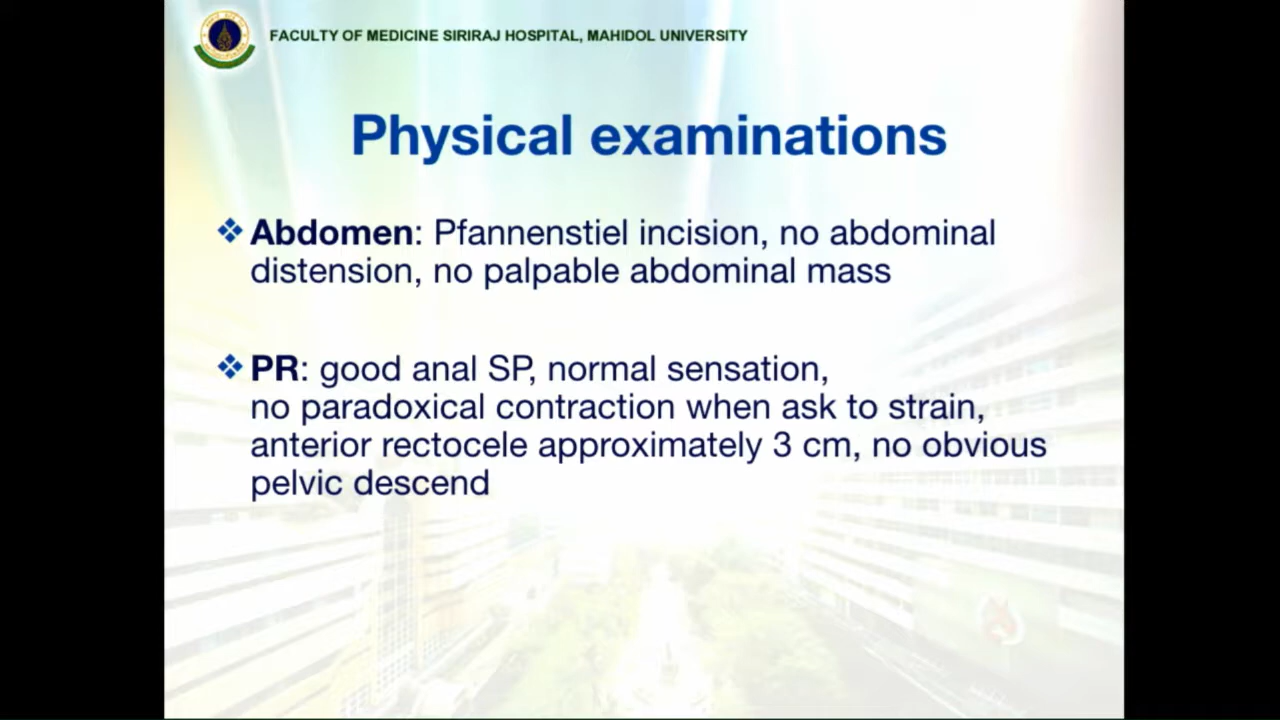 FACULTY OF MEDICINE SIRIRAJ HOSPITAL, MAHIDOL UNIVERSITY
Physical examinations
❖ Abdomen: Pfannenstiel incision, no abdominal
distension, no palpable abdominal mass
❖ PR: good anal SP, normal sensation,
no paradoxical contraction when ask to strain,
anterior rectocele approximately 3 cm, no obvious
pelvic descend